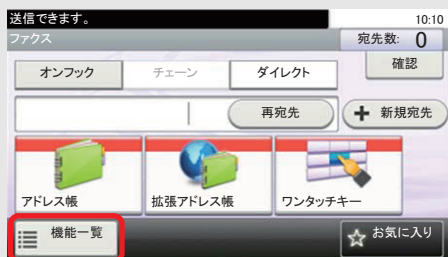 送信できます。 10:10
ファクス 宛先数: 0
オンフック チェーン ダイレクト 確認
再宛先 + 新規宛先
アドレス帳 拡張アドレス帳 ワンタッチキー
機能一覧 お気に入り